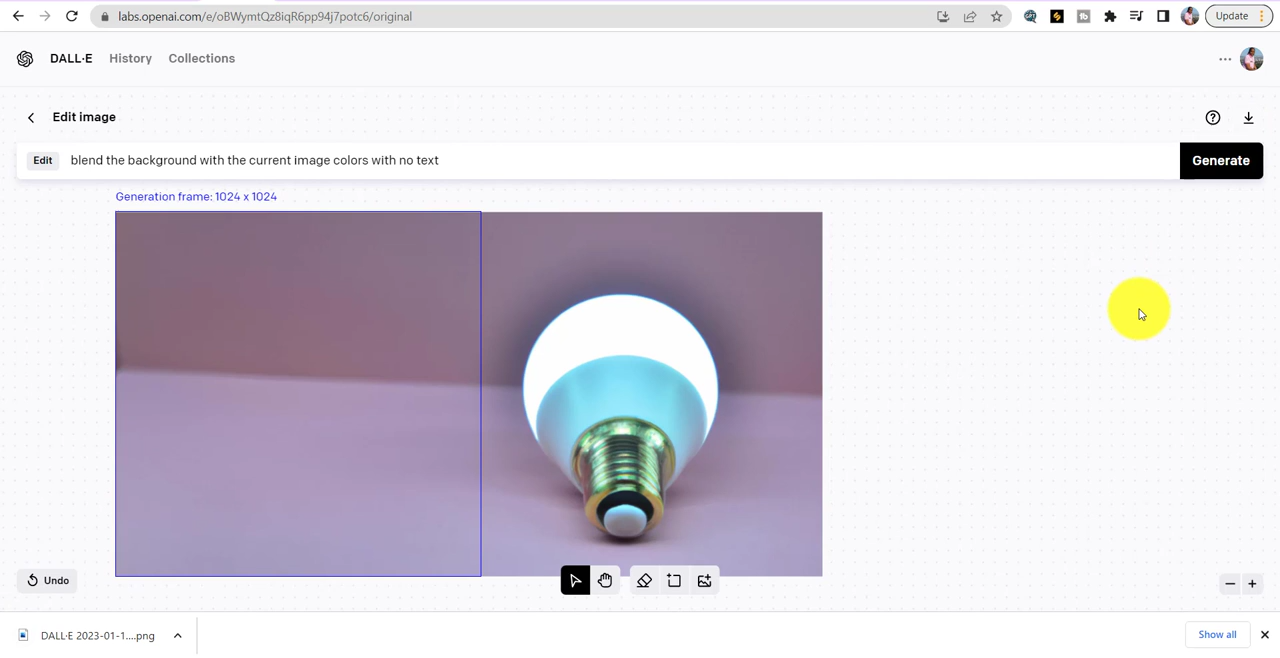 labs.openai.com/e/oBWymtQz8iqR6pp94j7potc6/original
Update
DALL·E History Collections
Edit image
Edit blend the background with the current image colors with no text
Generate
Generation frame: 1024 x 1024
Undo
DALL·E 2023-01-1....png
Show all